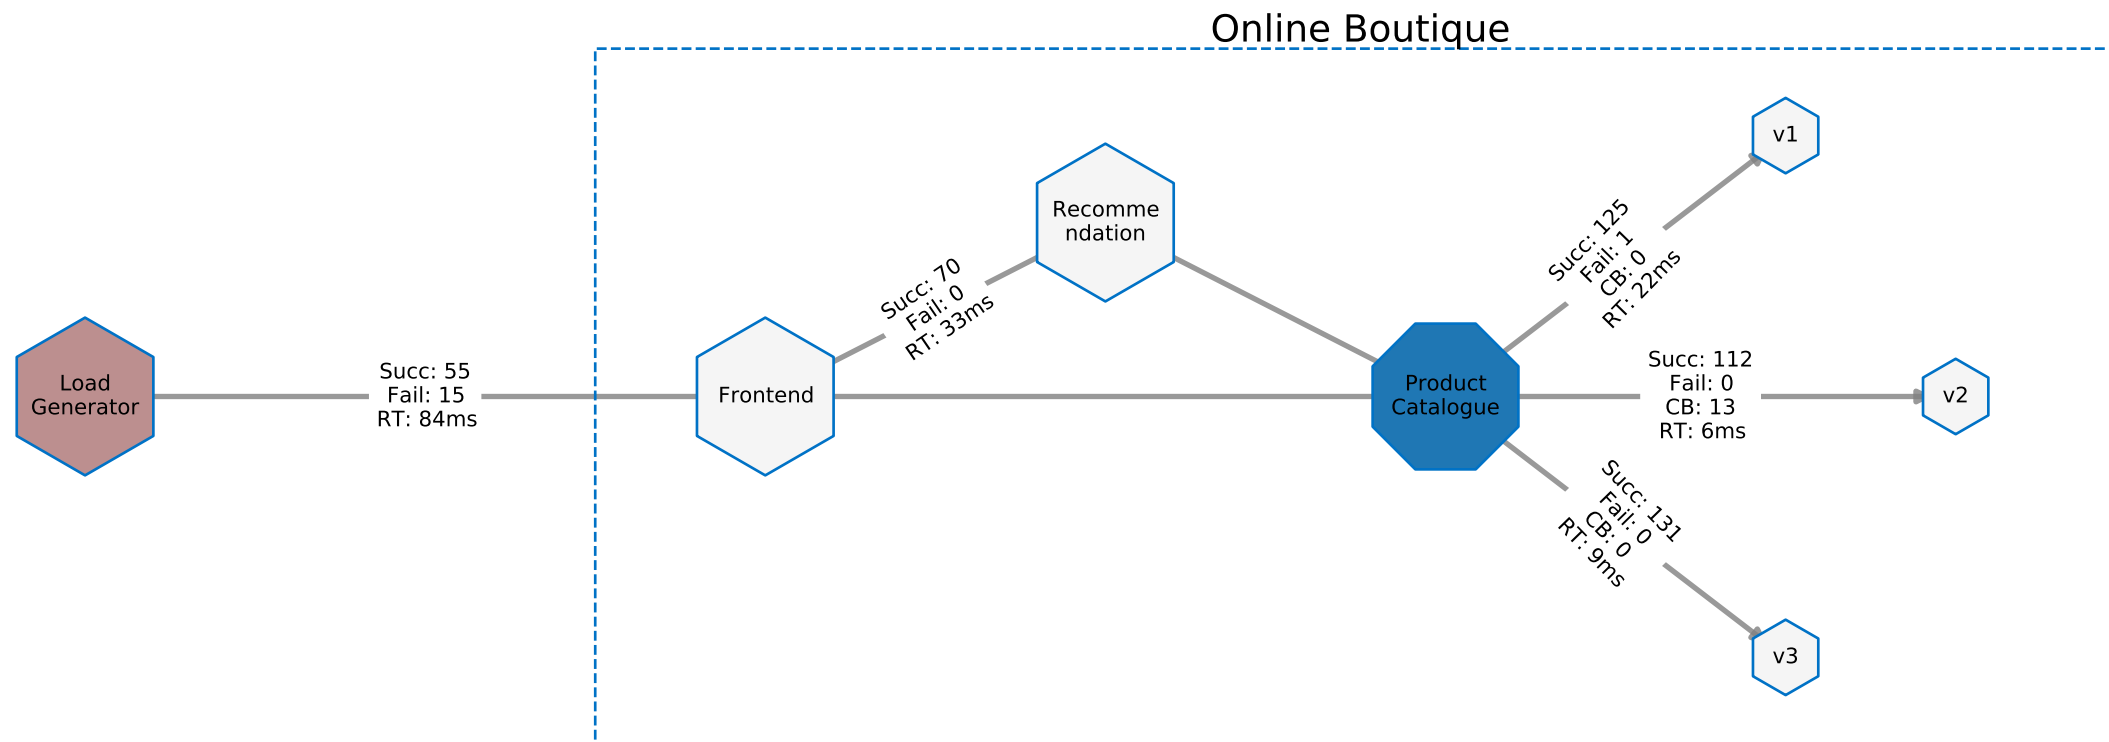 Online Boutique
Load
Generator
Succ: 55
Fail: 15
RT: 84ms
Frontend
Succ: 70
Fail: 0
RT: 33ms
Recomme
ndation
Product
Catalogue
Succ: 125
Fail: 1
CB: 0
RT: 22ms
v1
Succ: 112
Fail: 0
CB: 13
RT: 6ms
v2
Succ: 131
Fail: 0
CB: 0
RT: 9ms
v3